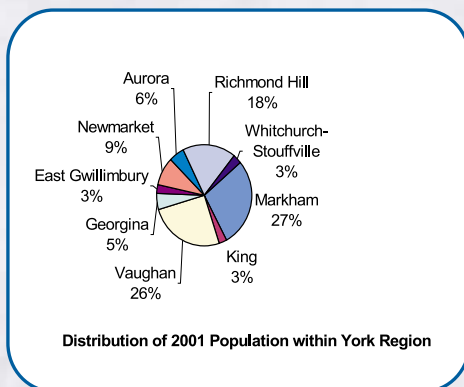 Aurora
6%
Richmond Hill
18%
Newmarket
9%
Whitchurch-
Stouffville
3%
East Gwillimbury
3%
Markham
27%
Georgina
5%
King
3%
Vaughan
26%
Distribution of 2001 Population within York Region